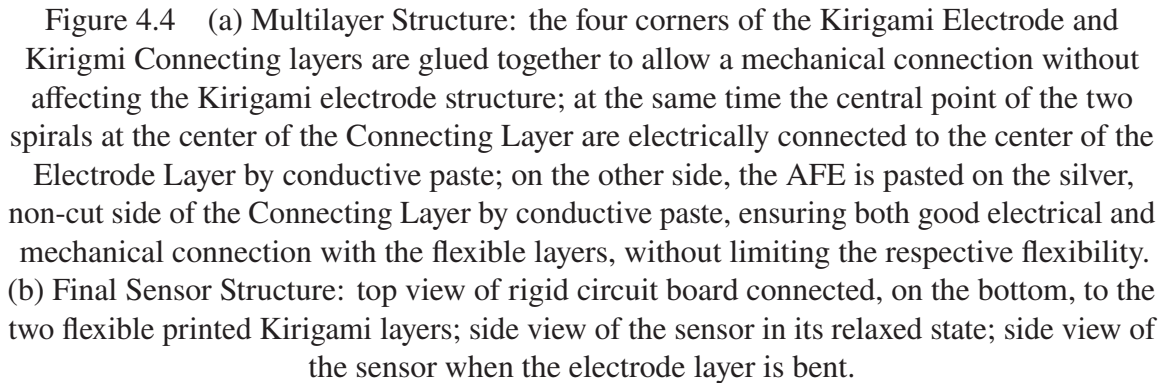 Figure 4.4 (a) Multilayer Structure: the four corners of the Kirigami Electrode and
Kirigmi Connecting layers are glued together to allow a mechanical connection without
affecting the Kirigami electrode structure; at the same time the central point of the two
spirals at the center of the Connecting Layer are electrically connected to the center of the
Electrode Layer by conductive paste; on the other side, the AFE is pasted on the silver,
non-cut side of the Connecting Layer by conductive paste, ensuring both good electrical and
mechanical connection with the flexible layers, without limiting the respective flexibility.
(b) Final Sensor Structure: top view of rigid circuit board connected, on the bottom, to the
two flexible printed Kirigami layers; side view of the sensor in its relaxed state; side view of
the sensor when the electrode layer is bent.